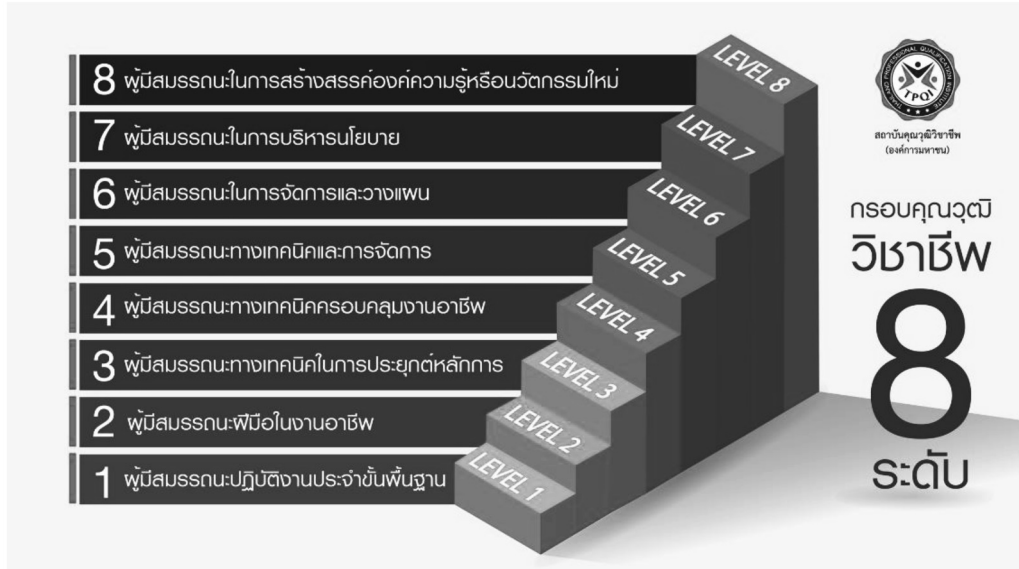 8 ผู้มีสมรรถนะในการสร้างสรรค์องค์ความรู้หรือนวัตกรรมใหม่
7 ผู้มีสมรรถนะในการบริหารนโยบาย
6 ผู้มีสมรรถนะในการจัดการและวางแผน
5 ผู้มีสมรรถนะทางเทคนิคและการจัดการ
4 ผู้มีสมรรถนะทางเทคนิคครอบคลุมงานอาชีพ
3 ผู้มีสมรรถนะทางเทคนิคในการประยุกต์หลักการ
2 ผู้มีสมรรถนะฝีมือในงานอาชีพ
1 ผู้มีสมรรถนะปฏิบัติงานประจำขั้นพื้นฐาน
LEVEL 8
LEVEL 7
LEVEL 6
LEVEL 5
LEVEL 4
LEVEL 3
LEVEL 2
LEVEL 1
THAILAND PROFESSIONAL QUALIFICATION INSTITUTE
TPQI
สถาบันคุณวุฒิวิชาชีพ
(องค์การมหาชน)
กรอบคุณวุฒิ
วิชาชีพ
8
ระดับ